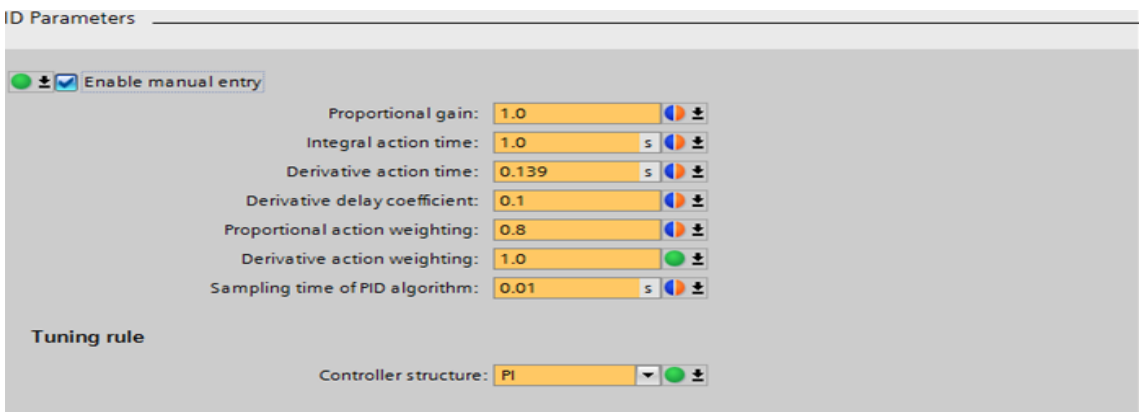 ID Parameters
Enable manual entry
Proportional gain: 1.0
Integral action time: 1.0 s
Derivative action time: 0.139 s
Derivative delay coefficient: 0.1
Proportional action weighting: 0.8
Derivative action weighting: 1.0
Sampling time of PID algorithm: 0.01 s
Tuning rule
Controller structure: PI